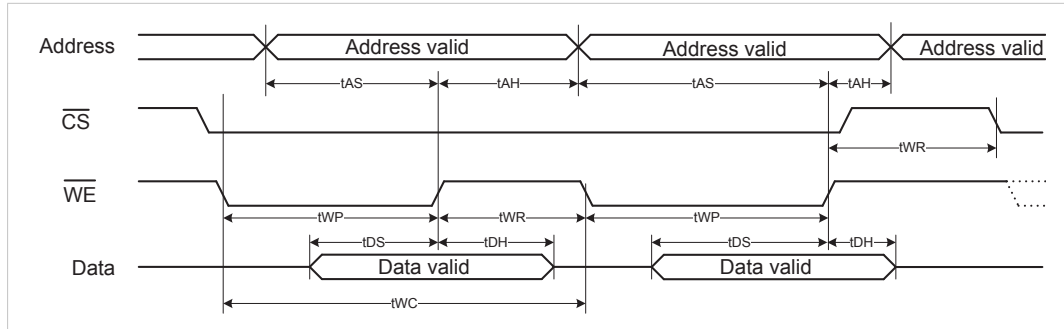 Address Address valid Address valid Address valid
tAS tAH tAS tAH
CS
tWR
WE
tWP tWR tWP
tDS tDH tDS tDH
Data Data valid Data valid
tWC